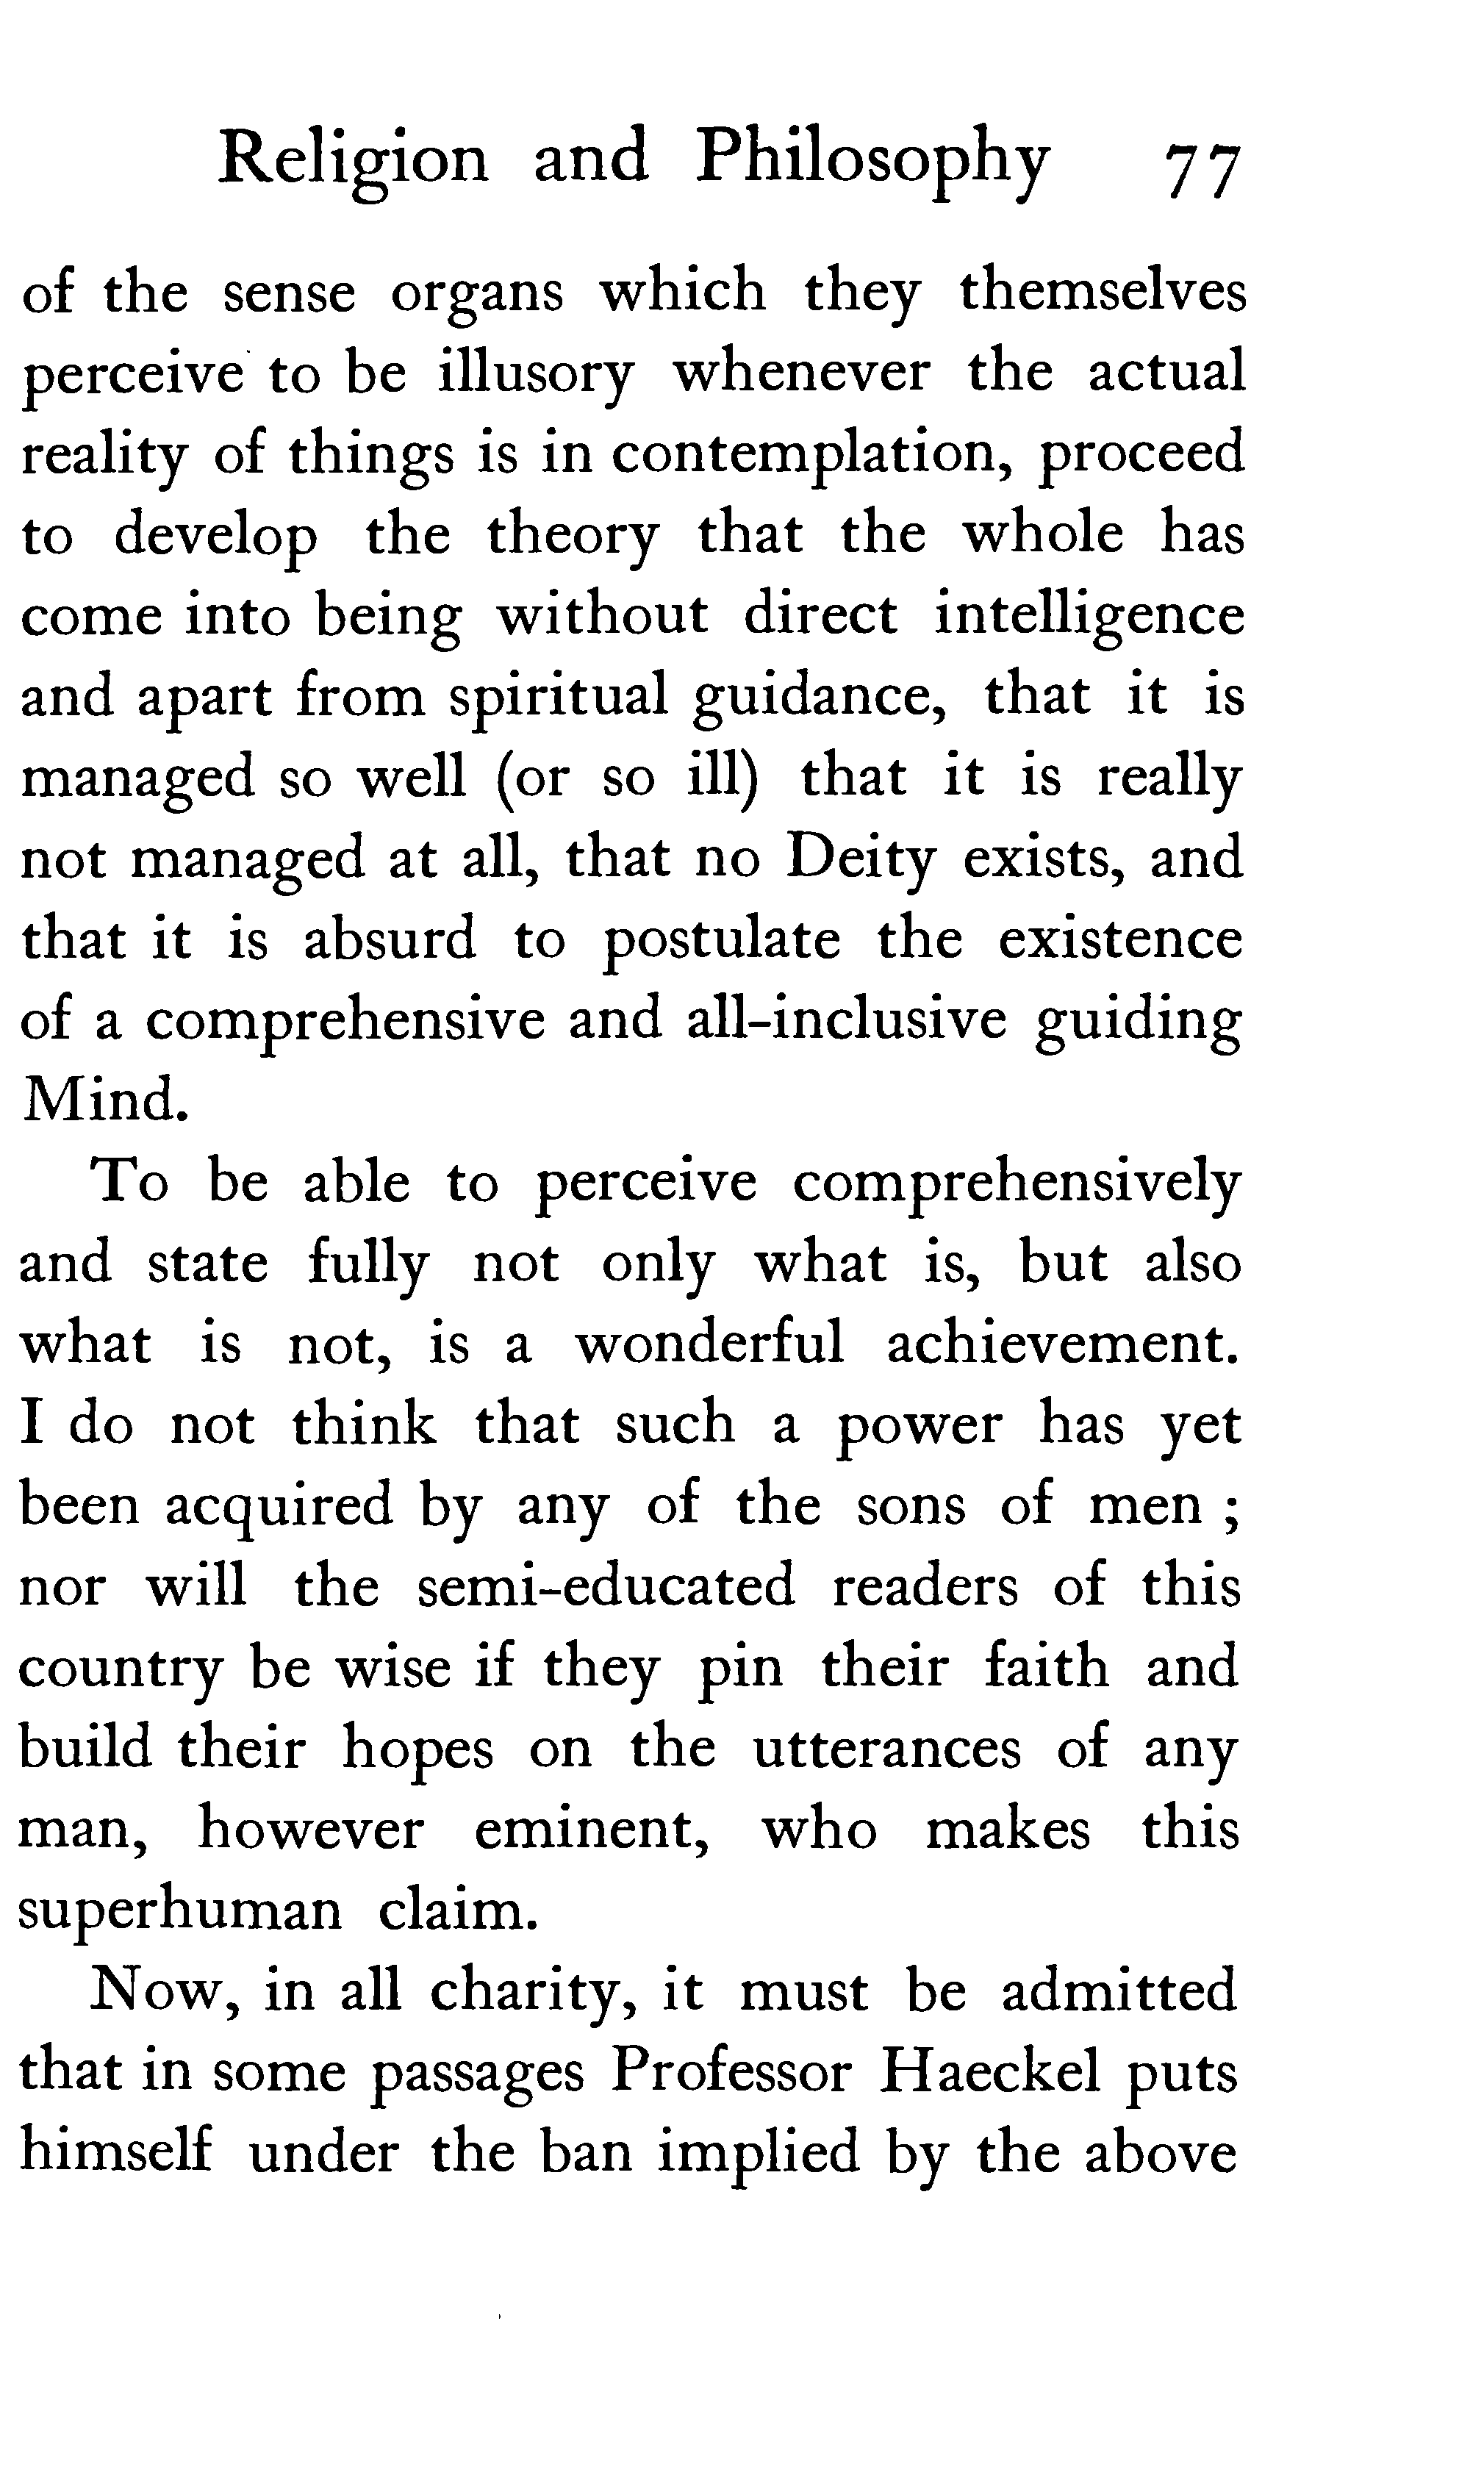 Religion and Philosophy 77
of the sense organs which they themselves
perceive to be illusory whenever the actual
reality of things is in contemplation, proceed
to develop the theory that the whole has
come into being without direct intelligence
and apart from spiritual guidance, that it is
managed so well (or so ill) that it is really
not managed at all, that no Deity exists, and
that it is absurd to postulate the existence
of a comprehensive and all-inclusive guiding
Mind.
To be able to perceive comprehensively
and state fully not only what is, but also
what is not, is a wonderful achievement.
I do not think that such a power has yet
been acquired by any of the sons of men ;
nor will the semi-educated readers of this
country be wise if they pin their faith and
build their hopes on the utterances of any
man, however eminent, who makes this
superhuman claim.
Now, in all charity, it must be admitted
that in some passages Professor Haeckel puts
himself under the ban implied by the above